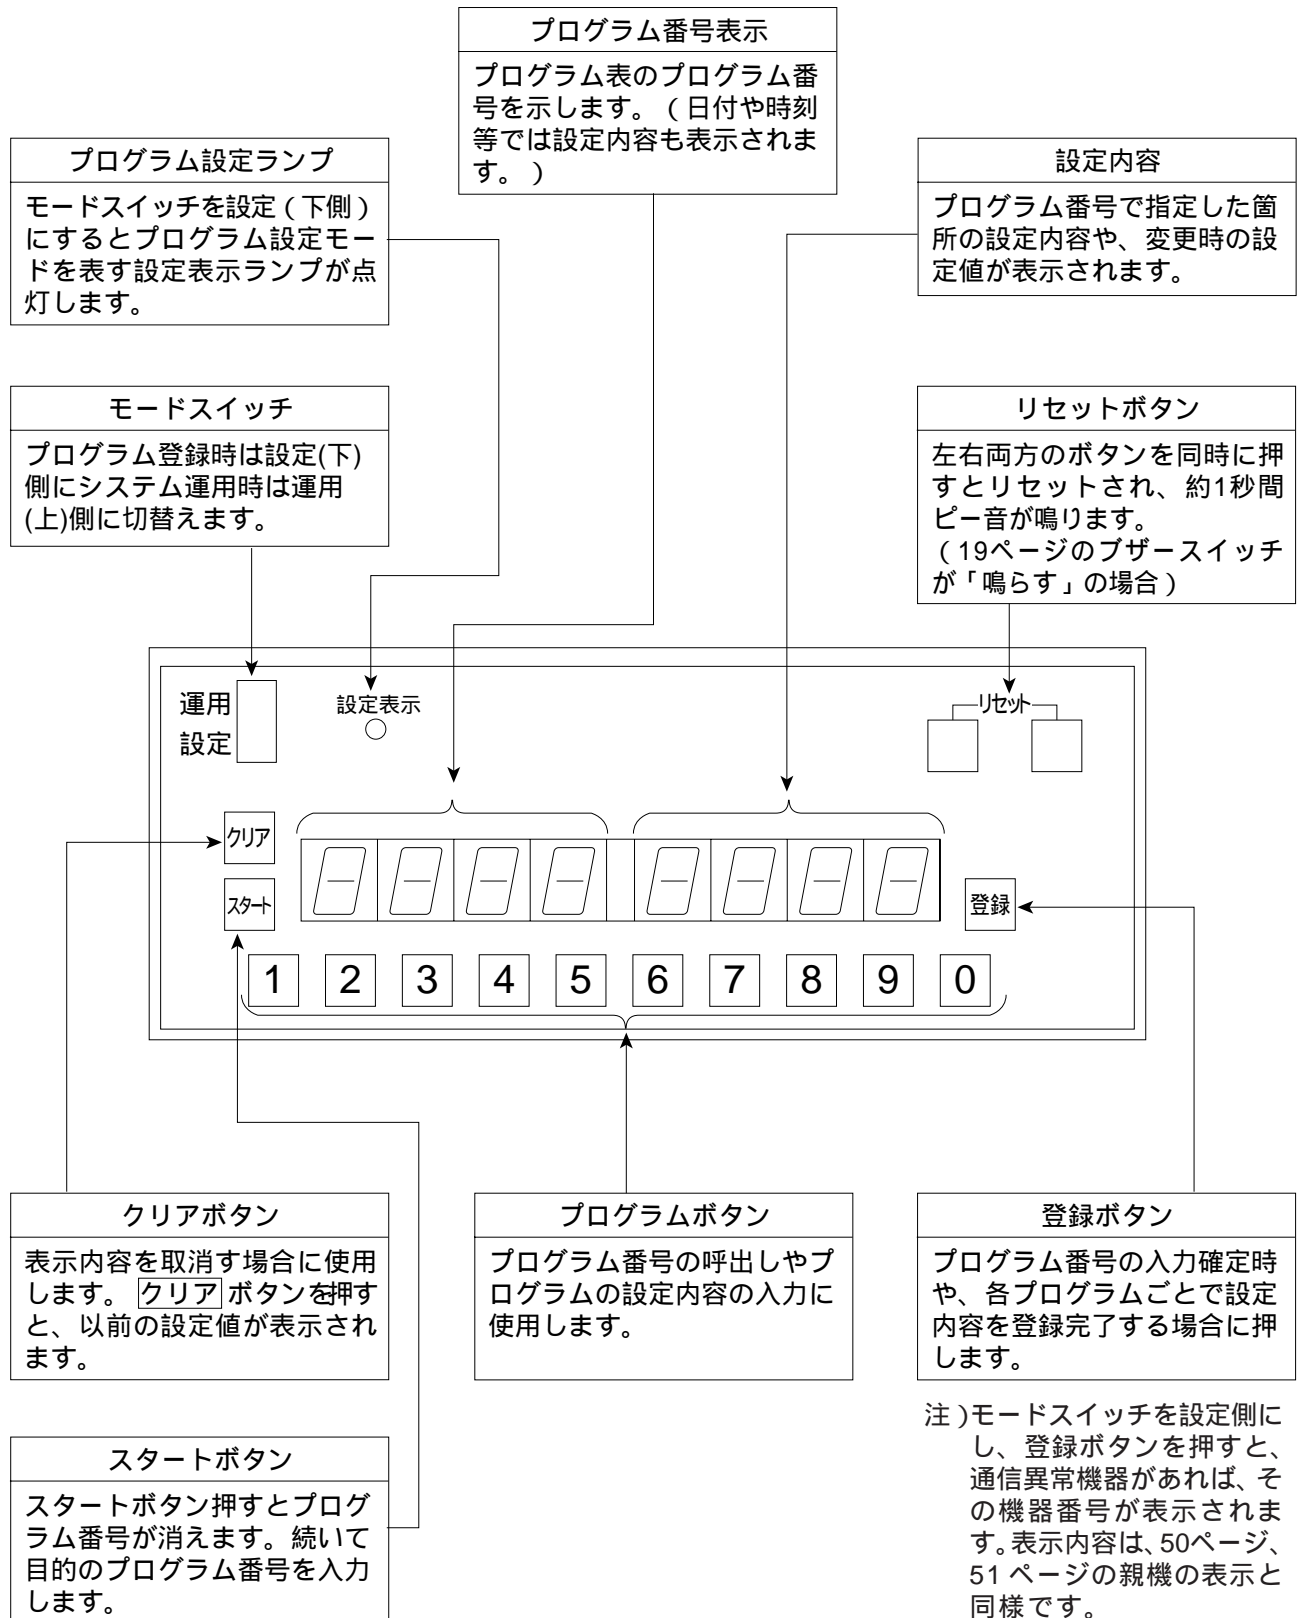 プログラム番号表示
プログラム表のプログラム番
号を示します。（日付や時刻
等では設定内容も表示されま
す。）
プログラム設定ランプ
モードスイッチを設定（下側）
にするとプログラム設定モー
ドを表す設定表示ランプが点
灯します。
設定内容
プログラム番号で指定した箇
所の設定内容や、変更時の設
定値が表示されます。
モードスイッチ
プログラム登録時は設定(下)
側にシステム運用時は運用
(上)側に切替えます。
リセットボタン
左右両方のボタンを同時に押
すとリセットされ、約1秒間
ピー音が鳴ります。
（19ページのブザースイッチ
が「鳴らす」の場合）
運用
設定
設定表示
リセット
クリア
スタート
登録
1 2 3 4 5 6 7 8 9 0
クリアボタン
表示内容を取消す場合に使用
します。クリア ボタンを押す
と、以前の設定値が表示され
ます。
プログラムボタン
プログラム番号の呼出しやプ
ログラムの設定内容の入力に
使用します。
登録ボタン
プログラム番号の入力確定時
や、各プログラムごとで設定
内容を登録完了する場合に押
します。
スタートボタン
スタートボタン押すとプログ
ラム番号が消えます。続いて
目的のプログラム番号を入力
します。
注）モードスイッチを設定側に
し、登録ボタンを押すと、
通信異常機器があれば、そ
の機器番号が表示されま
す。表示内容は、50ページ、
51 ページの親機の表示と
同様です。